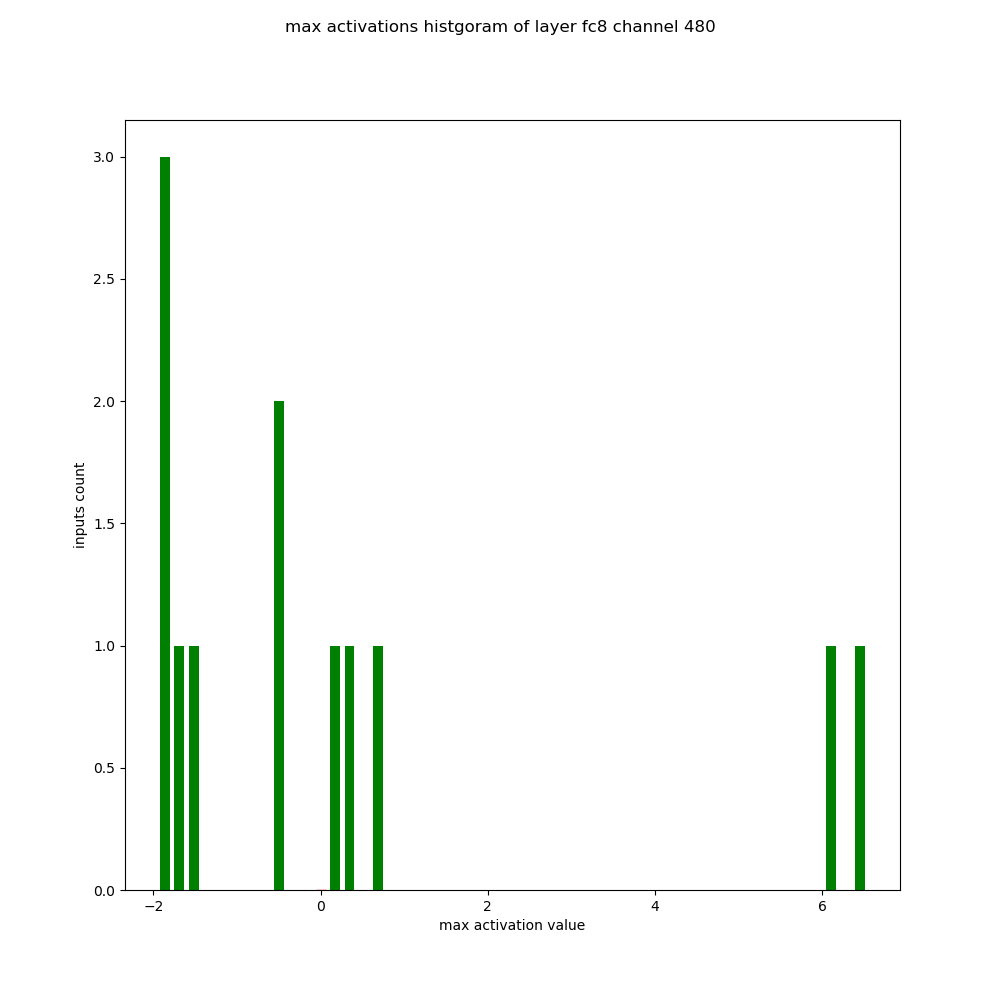 max activations histgoram of layer fc8 channel 480
3.0
2.5
2.0
1.5
1.0
0.5
0.0
inputs count
−2 0 2 4 6
max activation value